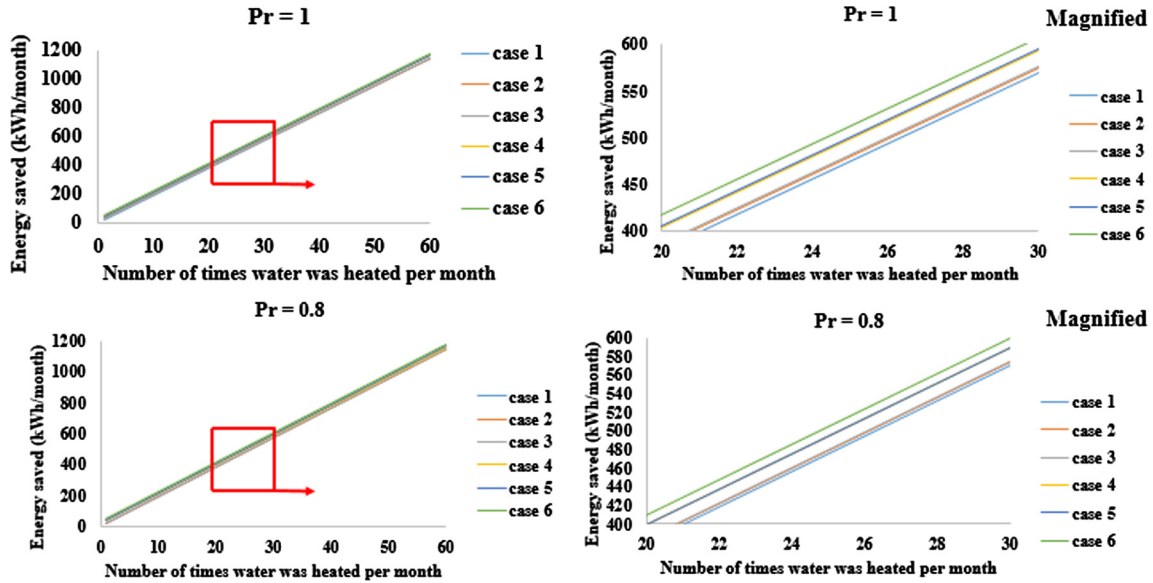 Pr = 1
Energy saved (kWh/month)
1200
1000
800
600
400
200
0
0 10 20 30 40 50 60
Number of times water was heated per month
case 1
case 2
case 3
case 4
case 5
case 6
Pr = 1
Magnified
Energy saved (kWh/month)
600
550
500
450
400
20 22 24 26 28 30
Number of times water was heated per month
case 1
case 2
case 3
case 4
case 5
case 6
Pr = 0.8
Energy saved (kWh/month)
1200
1000
800
600
400
200
0
0 10 20 30 40 50 60
Number of times water was heated per month
case 1
case 2
case 3
case 4
case 5
case 6
Pr = 0.8
Magnified
Energy saved (kWh/month)
600
580
560
540
520
500
480
460
440
420
400
20 22 24 26 28 30
Number of times water was heated per month
case 1
case 2
case 3
case 4
case 5
case 6